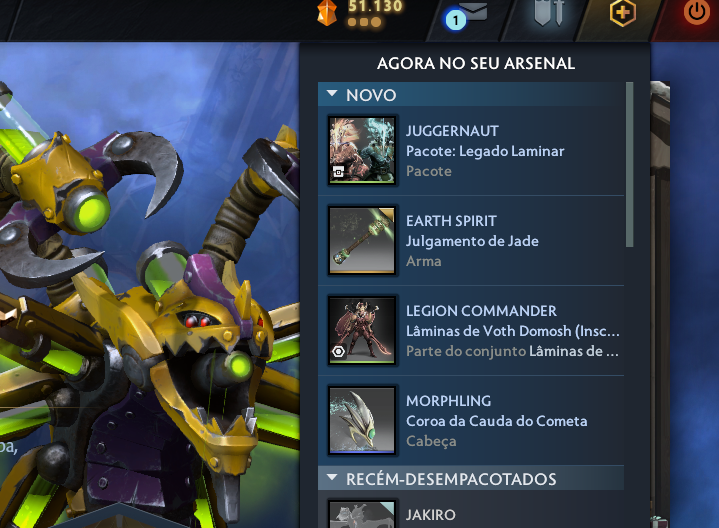 51.130
1
AGORA NO SEU ARSENAL
NOVO
JUGGERNAUT
Pacote: Legado Laminar
Pacote
EARTH SPIRIT
Julgamento de Jade
Arma
LEGION COMMANDER
Lâminas de Voth Domosh (Insc...
Parte do conjunto Lâminas de ...
MORPHLING
Coroa da Cauda do Cometa
Cabeça
RECÉM-DESEMPACOTADOS
JAKIRO